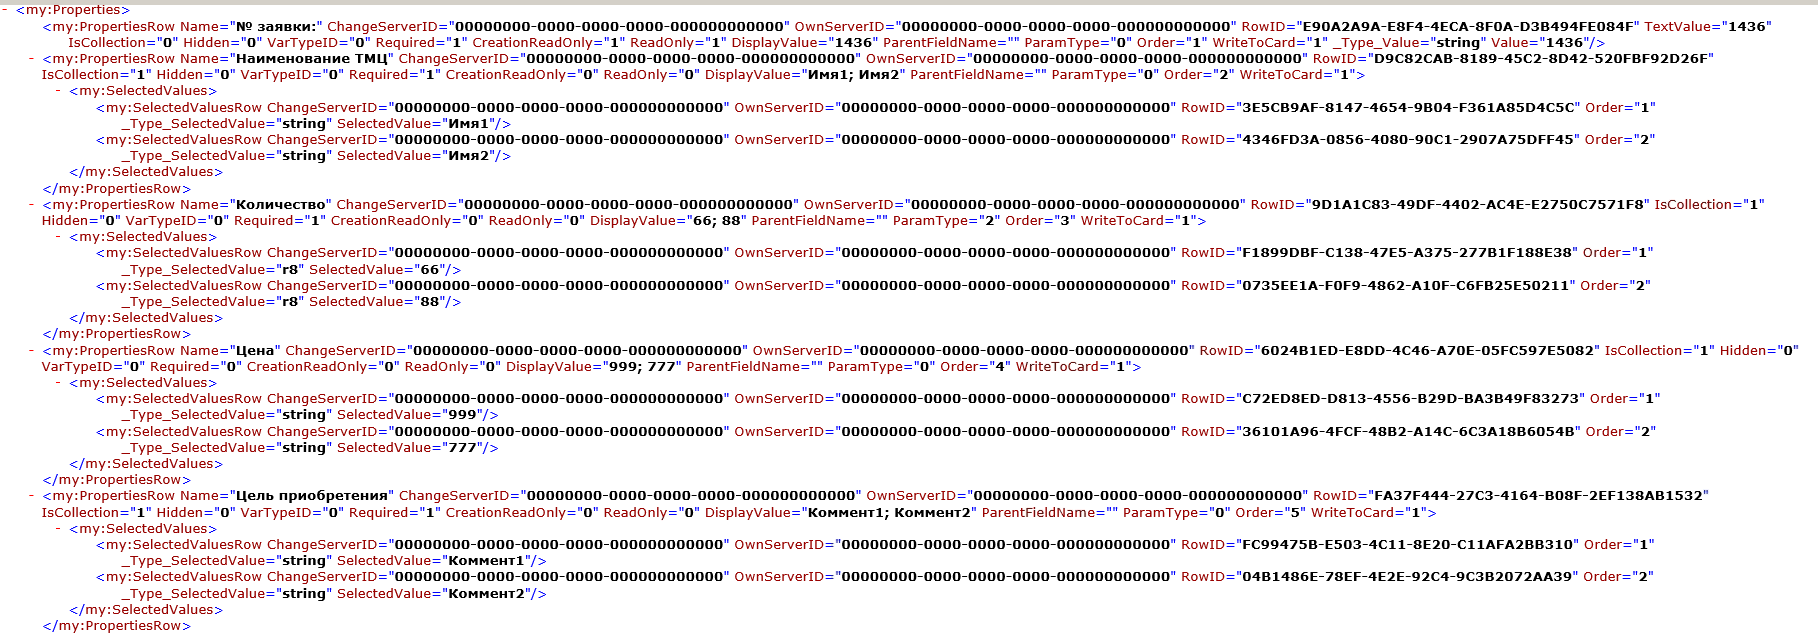 - <my:Properties>
<my:PropertiesRow Name="№ заявки:" ChangeServerID="00000000-0000-0000-0000-000000000000" OwnServerID="00000000-0000-0000-0000-000000000000" RowID="E90A2A9A-E8F4-4ECA-8F0A-D3B494FE084F" TextValue="1436"
IsCollection="0" Hidden="0" VarTypeID="0" Required="1" CreationReadOnly="1" ReadOnly="1" DisplayValue="1436" ParentFieldName="" ParamType="0" Order="1" WriteToCard="1" _Type_Value="string" Value="1436"/>
- <my:PropertiesRow Name="Наименование ТМЦ" ChangeServerID="00000000-0000-0000-0000-000000000000" OwnServerID="00000000-0000-0000-0000-000000000000" RowID="D9C82CAB-8189-45C2-8D42-520FBF92D26F"
IsCollection="1" Hidden="0" VarTypeID="0" Required="1" CreationReadOnly="0" ReadOnly="0" DisplayValue="Имя1; Имя2" ParentFieldName="" ParamType="0" Order="2" WriteToCard="1">
- <my:SelectedValues>
<my:SelectedValuesRow ChangeServerID="00000000-0000-0000-0000-000000000000" OwnServerID="00000000-0000-0000-0000-000000000000" RowID="3E5CB9AF-8147-4654-9B04-F361A85D4C5C" Order="1"
_Type_SelectedValue="string" SelectedValue="Имя1"/>
<my:SelectedValuesRow ChangeServerID="00000000-0000-0000-0000-000000000000" OwnServerID="00000000-0000-0000-0000-000000000000" RowID="4346FD3A-0856-4080-90C1-2907A75DFF45" Order="2"
_Type_SelectedValue="string" SelectedValue="Имя2"/>
</my:SelectedValues>
</my:PropertiesRow>
- <my:PropertiesRow Name="Количество" ChangeServerID="00000000-0000-0000-0000-000000000000" OwnServerID="00000000-0000-0000-0000-000000000000" RowID="9D1A1C83-49DF-4402-AC4E-E2750C7571F8" IsCollection="1"
Hidden="0" VarTypeID="0" Required="1" CreationReadOnly="0" ReadOnly="0" DisplayValue="66; 88" ParentFieldName="" ParamType="2" Order="3" WriteToCard="1">
- <my:SelectedValues>
<my:SelectedValuesRow ChangeServerID="00000000-0000-0000-0000-000000000000" OwnServerID="00000000-0000-0000-0000-000000000000" RowID="F1899DBF-C138-47E5-A375-277B1F188E38" Order="1"
_Type_SelectedValue="r8" SelectedValue="66"/>
<my:SelectedValuesRow ChangeServerID="00000000-0000-0000-0000-000000000000" OwnServerID="00000000-0000-0000-0000-000000000000" RowID="0735EE1A-F0F9-4862-A10F-C6FB25E50211" Order="2"
_Type_SelectedValue="r8" SelectedValue="88"/>
</my:SelectedValues>
</my:PropertiesRow>
- <my:PropertiesRow Name="Цена" ChangeServerID="00000000-0000-0000-0000-000000000000" OwnServerID="00000000-0000-0000-0000-000000000000" RowID="6024B1ED-E8DD-4C46-A70E-05FC597E5082" IsCollection="1" Hidden="0"
VarTypeID="0" Required="0" CreationReadOnly="0" ReadOnly="0" DisplayValue="999; 777" ParentFieldName="" ParamType="0" Order="4" WriteToCard="1">
- <my:SelectedValues>
<my:SelectedValuesRow ChangeServerID="00000000-0000-0000-0000-000000000000" OwnServerID="00000000-0000-0000-0000-000000000000" RowID="C72ED8ED-D813-4556-B29D-BA3B49F83273" Order="1"
_Type_SelectedValue="string" SelectedValue="999"/>
<my:SelectedValuesRow ChangeServerID="00000000-0000-0000-0000-000000000000" OwnServerID="00000000-0000-0000-0000-000000000000" RowID="36101A96-4FCF-48B2-A14C-6C3A18B6054B" Order="2"
_Type_SelectedValue="string" SelectedValue="777"/>
</my:SelectedValues>
</my:PropertiesRow>
- <my:PropertiesRow Name="Цель приобретения" ChangeServerID="00000000-0000-0000-0000-000000000000" OwnServerID="00000000-0000-0000-0000-000000000000" RowID="FA37F444-27C3-4164-B08F-2EF138AB1532"
IsCollection="1" Hidden="0" VarTypeID="0" Required="1" CreationReadOnly="0" ReadOnly="0" DisplayValue="Коммент1; Коммент2" ParentFieldName="" ParamType="0" Order="5" WriteToCard="1">
- <my:SelectedValues>
<my:SelectedValuesRow ChangeServerID="00000000-0000-0000-0000-000000000000" OwnServerID="00000000-0000-0000-0000-000000000000" RowID="FC99475B-E503-4C11-8E20-C11AFA2BB310" Order="1"
_Type_SelectedValue="string" SelectedValue="Коммент1"/>
<my:SelectedValuesRow ChangeServerID="00000000-0000-0000-0000-000000000000" OwnServerID="00000000-0000-0000-0000-000000000000" RowID="04B1486E-78EF-4E2E-92C4-9C3B2072AA39" Order="2"
_Type_SelectedValue="string" SelectedValue="Коммент2"/>
</my:SelectedValues>
</my:PropertiesRow>